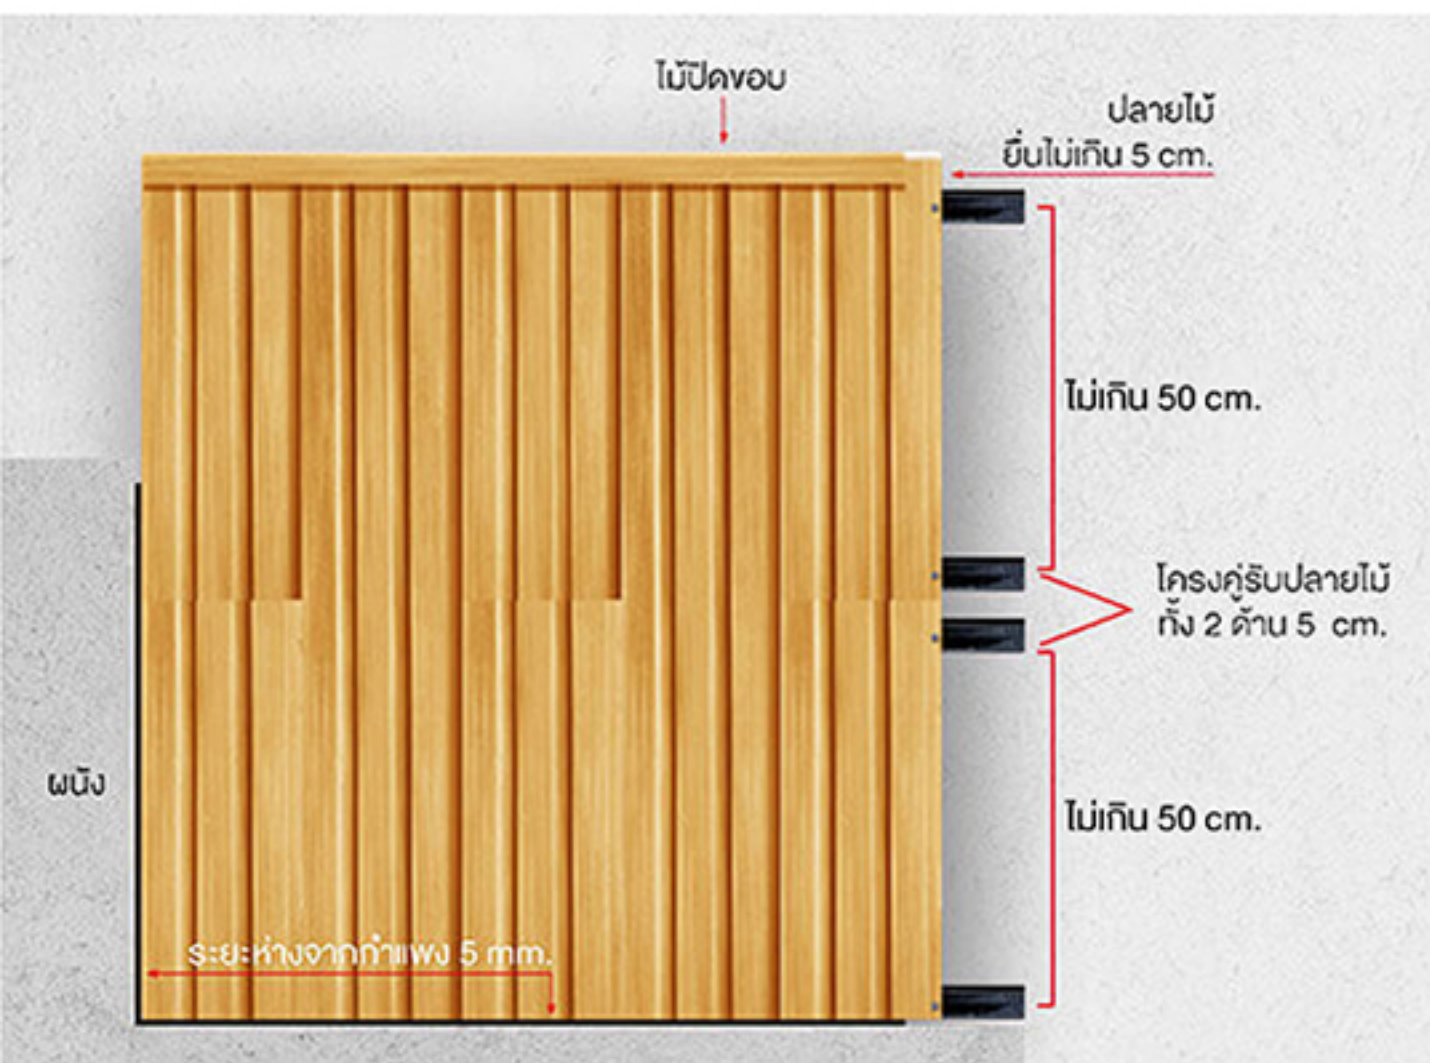 ไม้ปิดขอบ
ปลายไม้
ยื่นไม่เกิน 5 cm.
ไม่เกิน 50 cm.
โครงคู่รับปลายไม้
ทั้ง 2 ด้าน 5 cm.
ผนัง
ไม่เกิน 50 cm.
ระยะห่างจากกำแพง 5 mm.